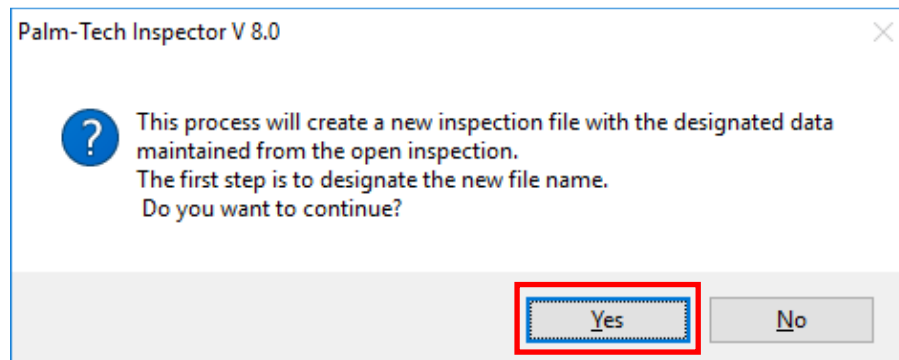 Palm-Tech Inspector V 8.0
This process will create a new inspection file with the designated data
maintained from the open inspection.
The first step is to designate the new file name.
Do you want to continue?
Yes
No